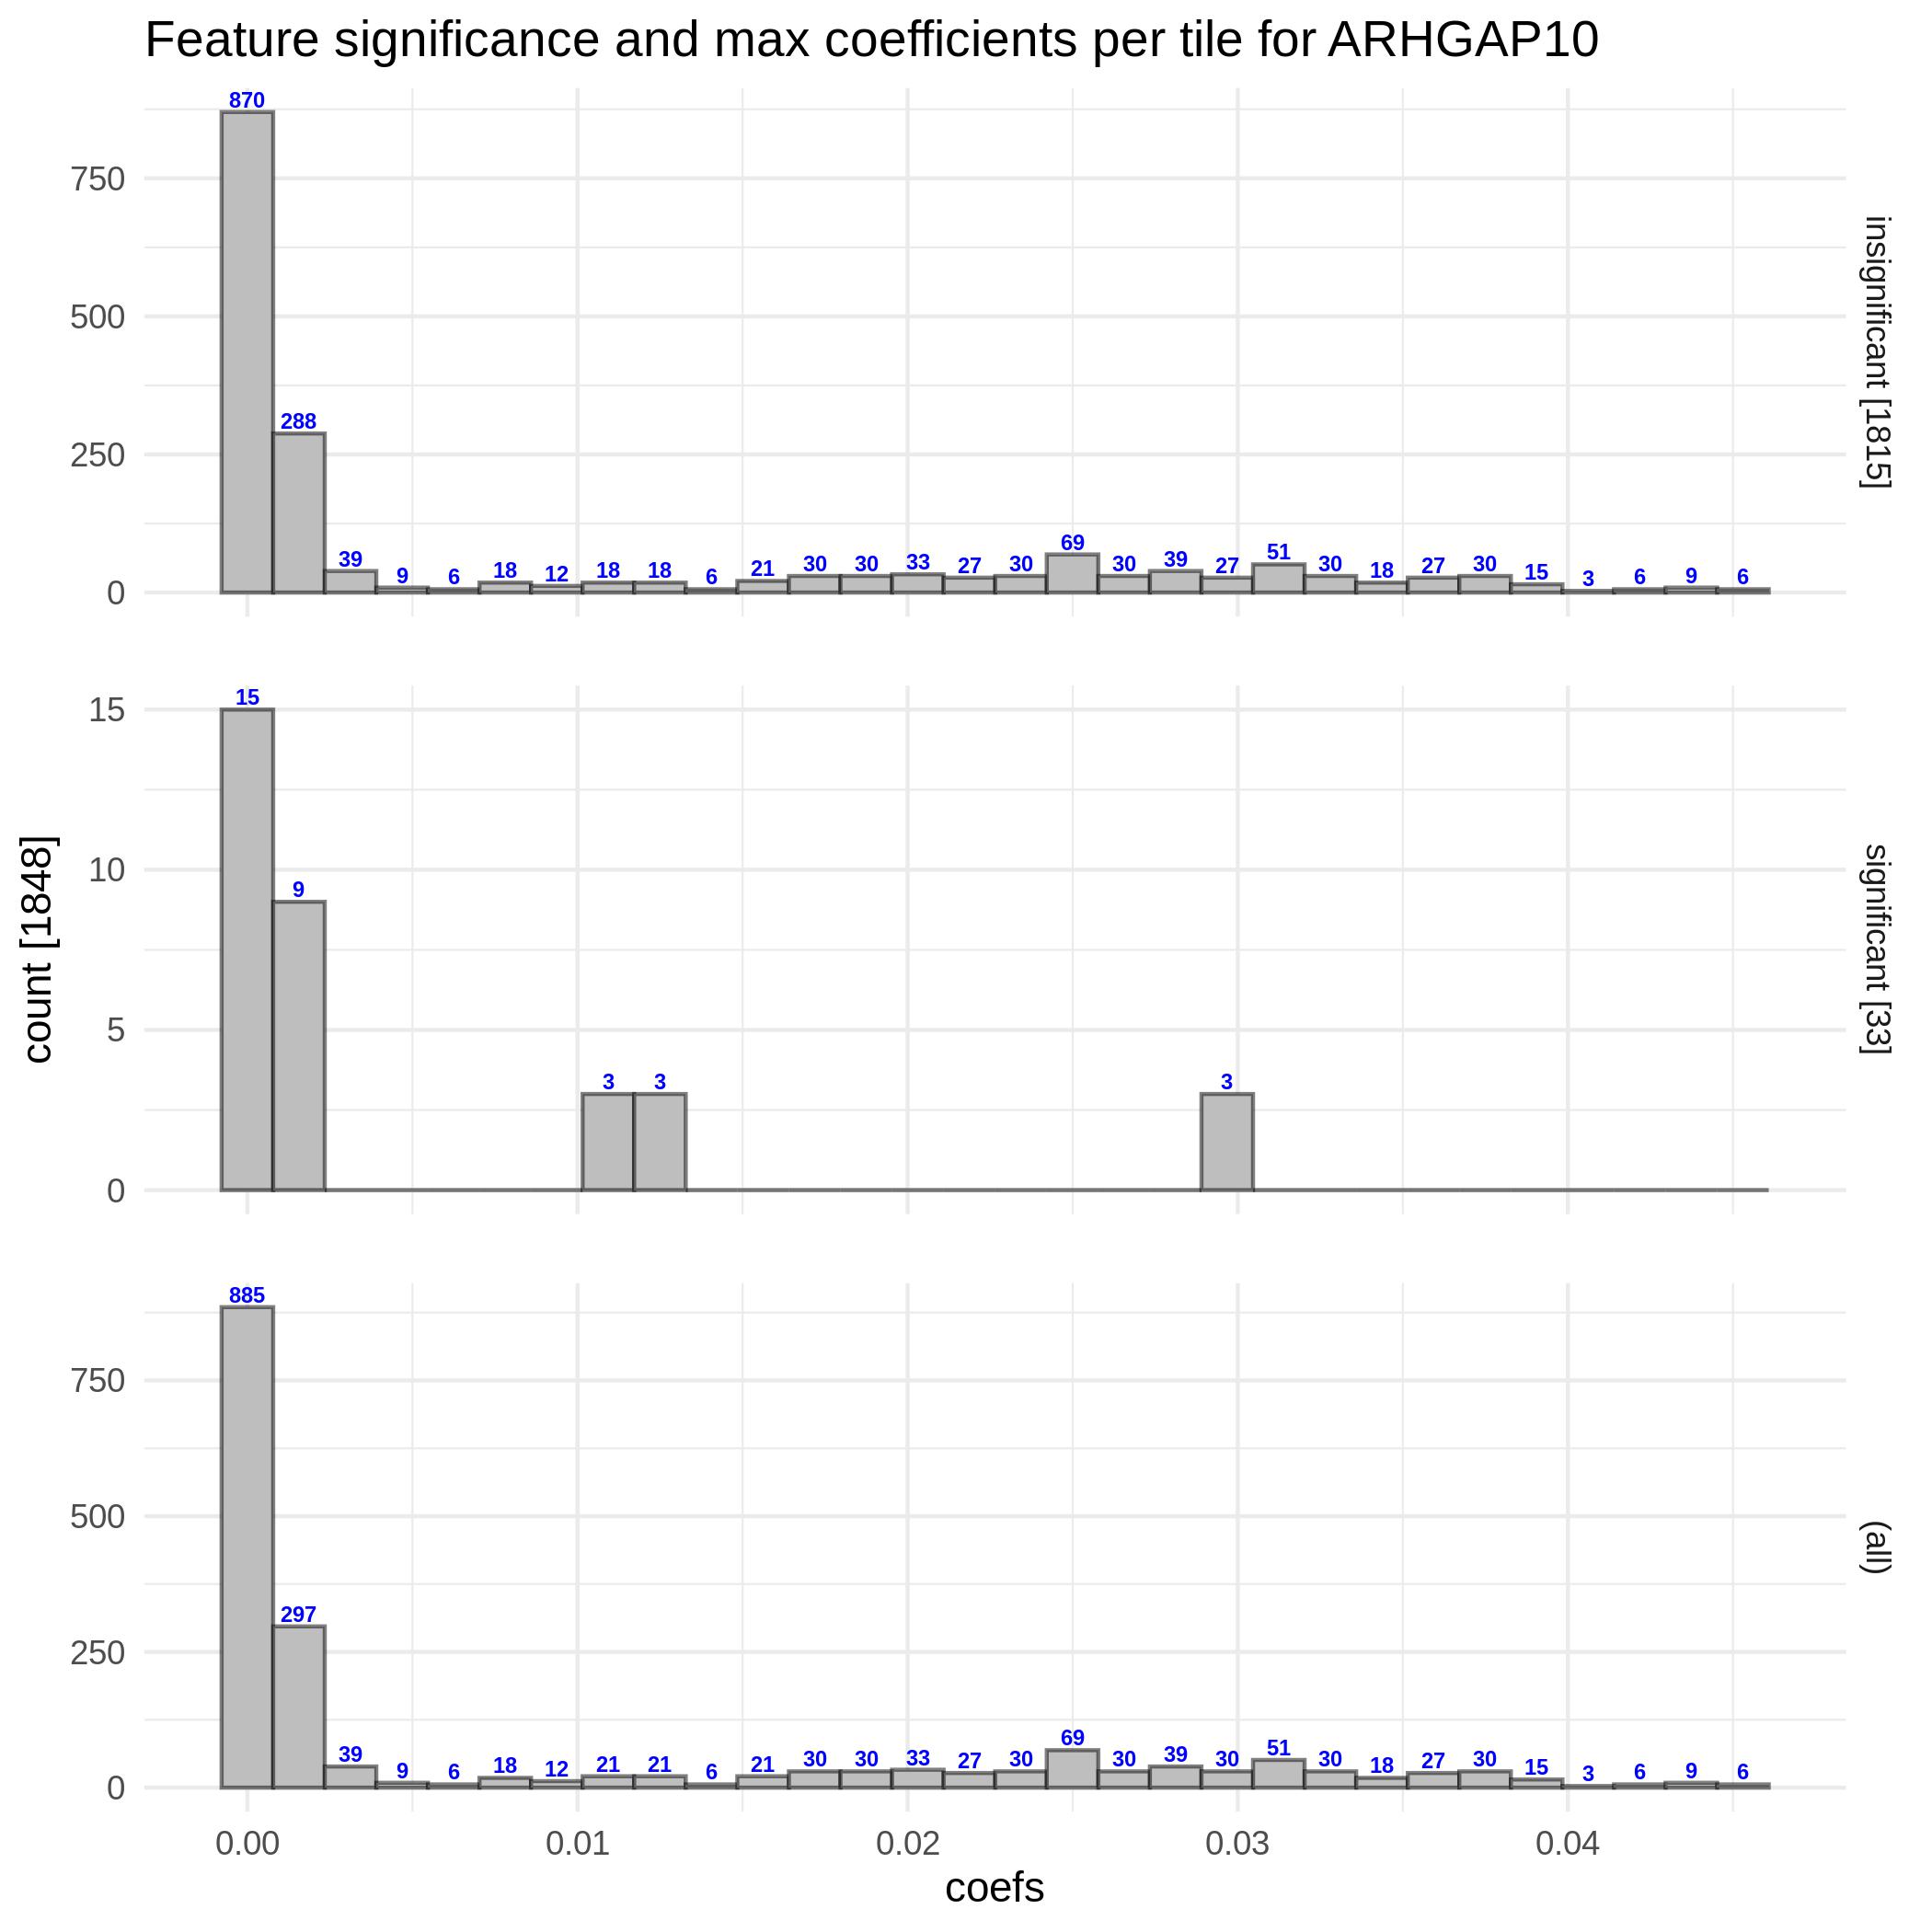 Feature significance and max coefficients per tile for ARHGAP10
870
750
500
288
250
39 9 6 18 12 18 18 6 21 30 30 33 27 30 69 30 39 27 51 30 18 27 30 15 3 6 9 6
0
insignificant [1815]
15
15
10
9
5
3 3 3
0
significant [33]
count [1848]
885
750
500
297
250
39 9 6 18 12 21 21 6 21 30 30 33 27 30 69 30 39 30 51 30 18 27 30 15 3 6 9 6
0
(all)
0.00 0.01 0.02 0.03 0.04
coefs